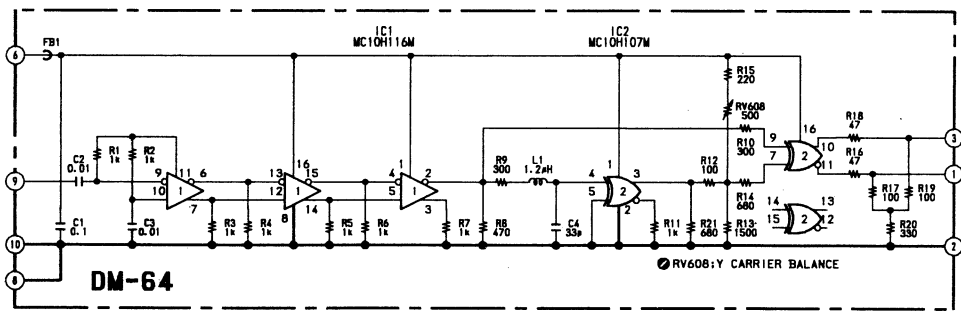 IC1
MC10H116M
IC2
MC10H107M
6
FB1
R15
220
RV608
500
R18
47
R16
47
R10
300
R1
1k
R2
1k
C2
0.01
R9
300
L1
1.2μH
R12
100
R14
680
R17
100
R19
100
9
10
11
6
7
1
13
12
16
15
14
8
1
4
5
1
2
3
1
4
5
1
3
2
2
9
7
16
10
11
2
14
15
13
12
2
9
3
1
C1
0.1
C3
0.01
R3
1k
R4
1k
R5
1k
R6
1k
R7
1k
R8
470
C4
33p
R11
1k
R21
680
R13
1500
R20
330
10
8
2
DM-64
RV608:Y CARRIER BALANCE